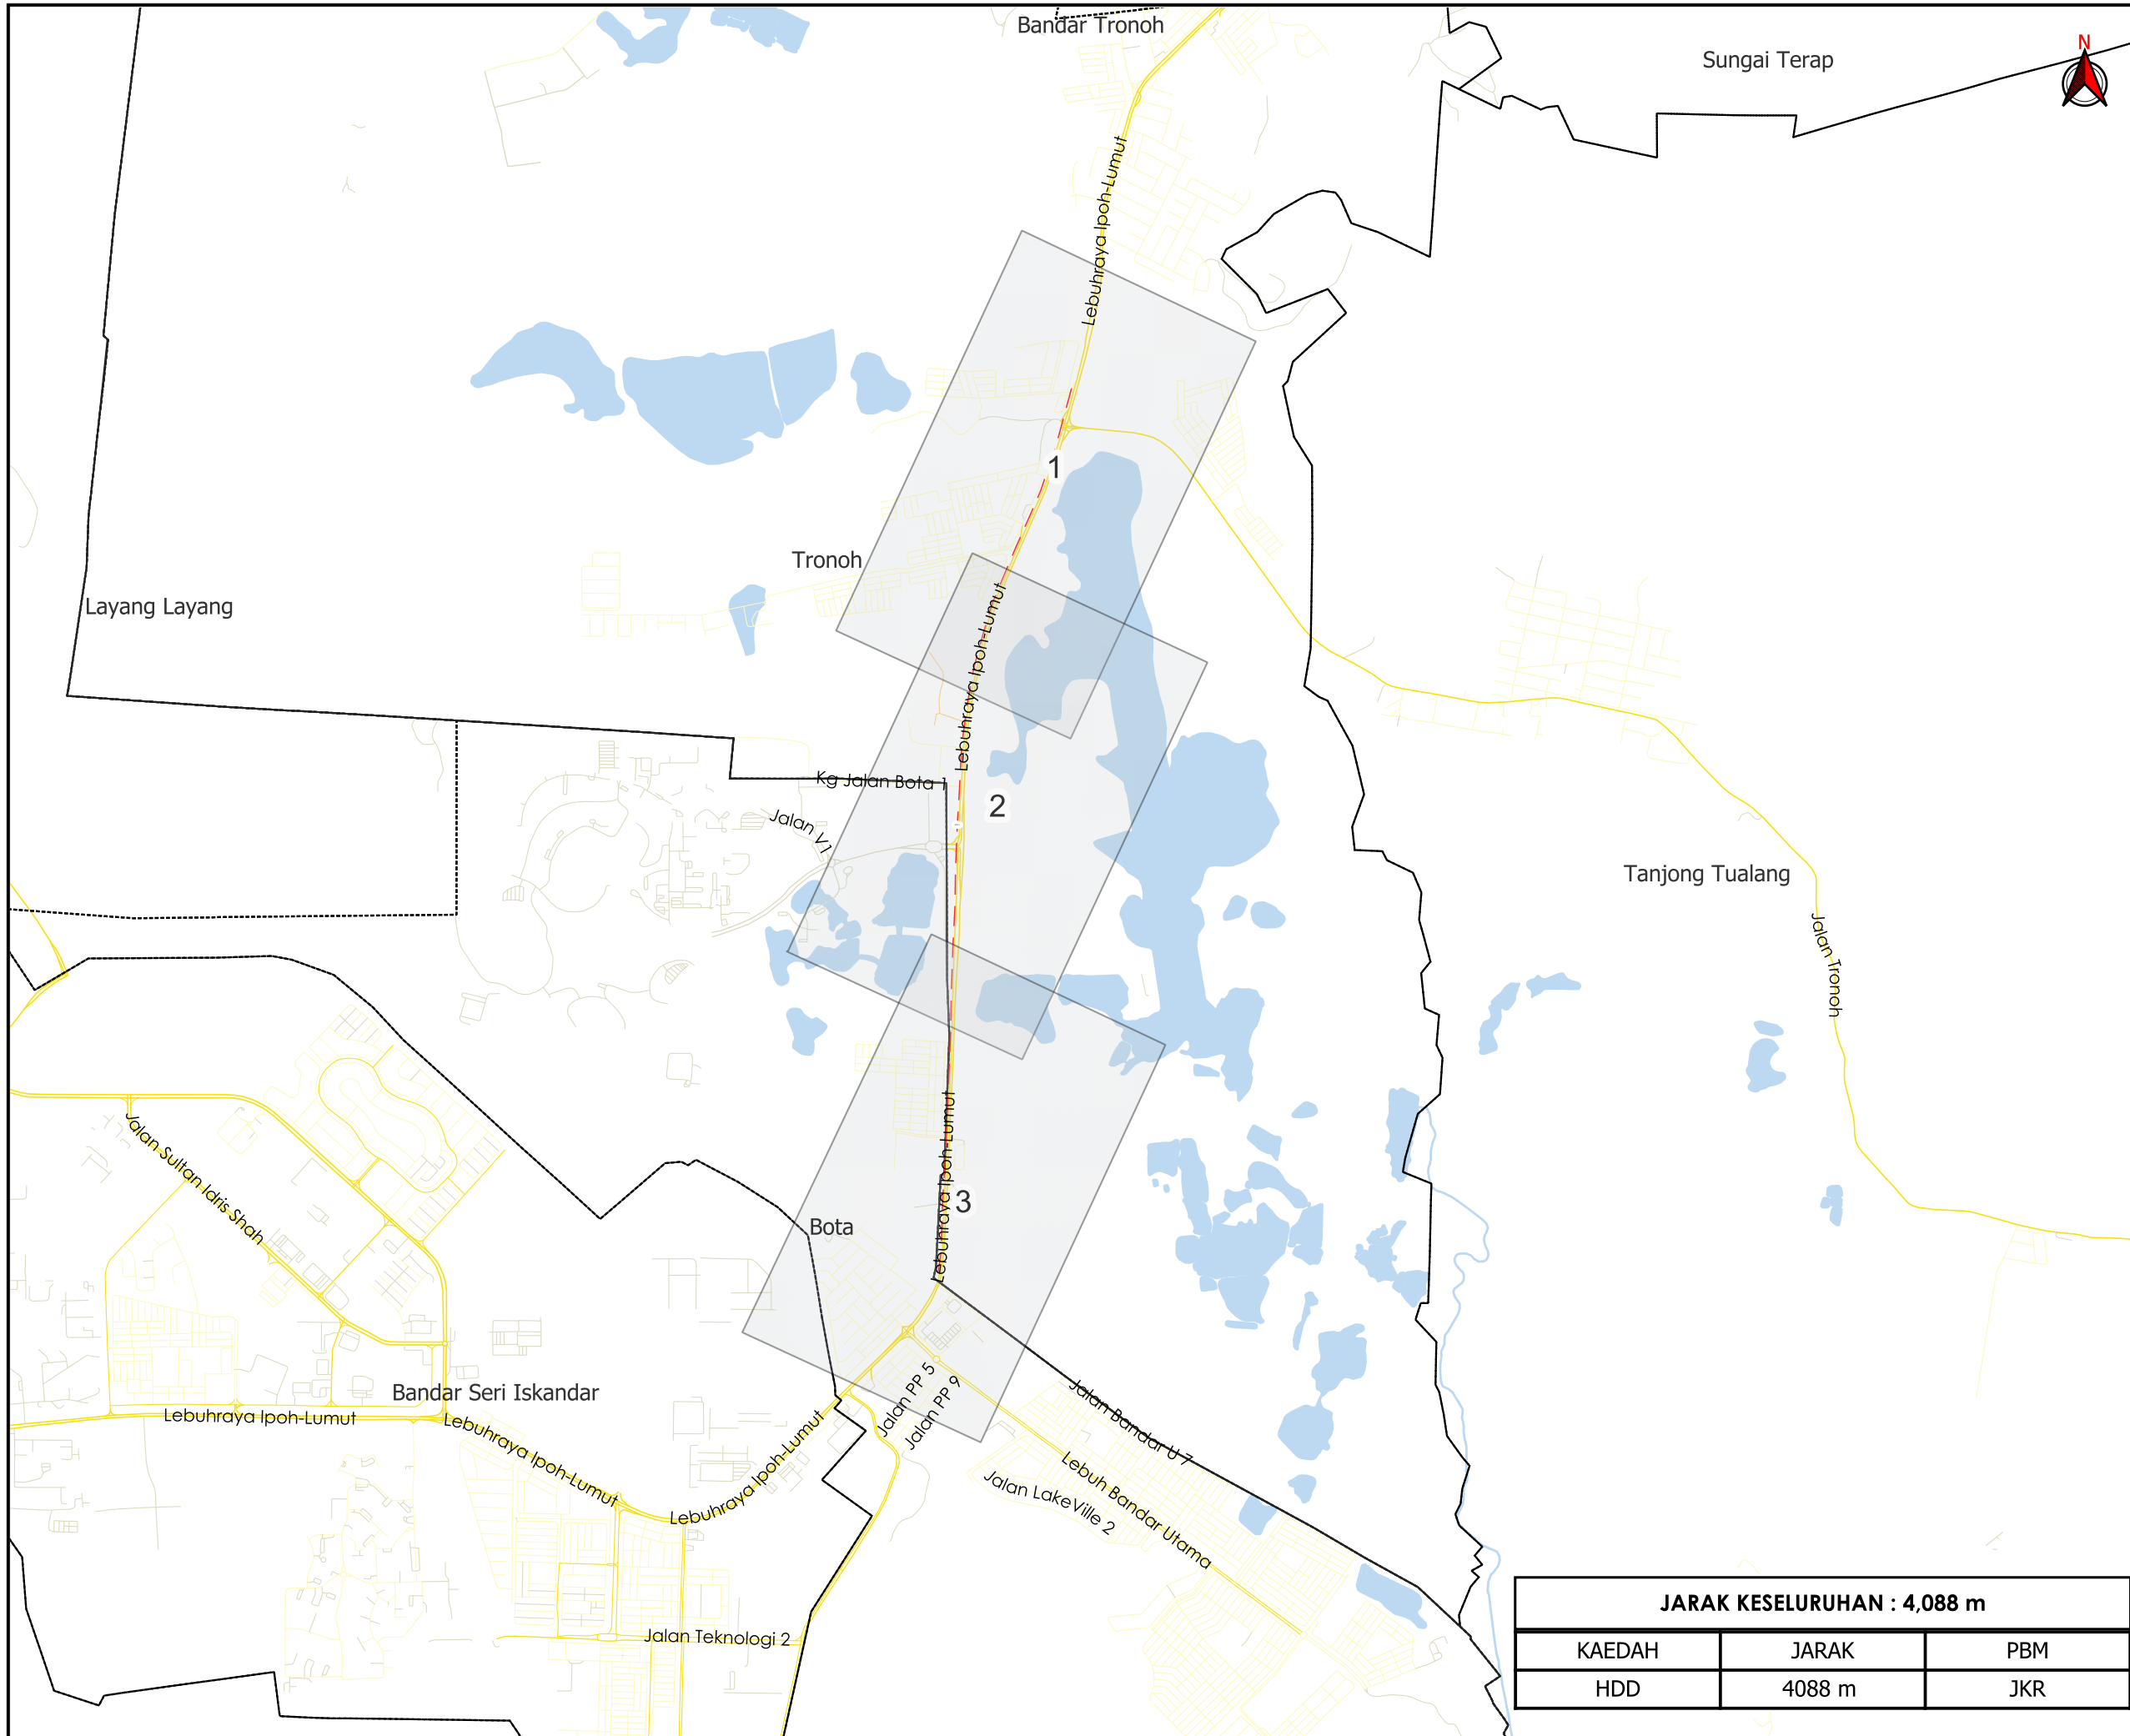 Bandar Tronoh
Sungai Terap
N
Lebuhraya Ipoh-Lumut
1
Tronoh
Layang Layang
Lebuhraya Ipoh-Lumut
Kg Jalan Bota 1
2
Jalan V1
Tanjong Tualang
Jalan Tronoh
Jalan Sultan Idris Shah
Lebuhraya Ipoh-Lumut
3
Bota
Bandar Seri Iskandar
Jalan PP 5
Jalan PP 9
Jalan Bandar U 7
Lebuhraya Ipoh-Lumut
Lebuhraya Ipoh-Lumut
Lebuhraya Ipoh-Lumut
Lebuh Bandar Utama
Jalan LakeVille 2
Jalan Teknologi 2
JARAK KESELURUHAN : 4,088 m
KAEDAH JARAK PBM
HDD 4088 m JKR